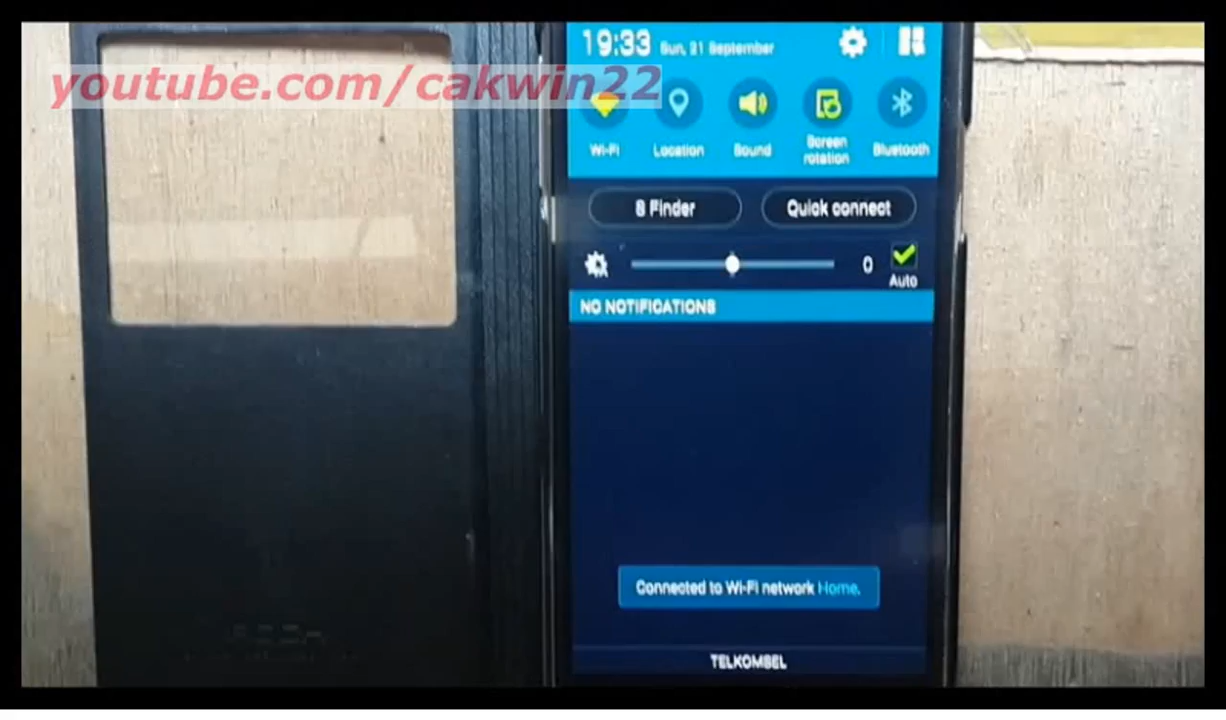 19:33 Sun, 21 September
youtube.com/cakwin22
Wi-Fi Location Sound Screen rotation Bluetooth
S Finder Quick connect
0 Auto
NO NOTIFICATIONS
Connected to Wi-Fi network Home.
TELKOMSEL